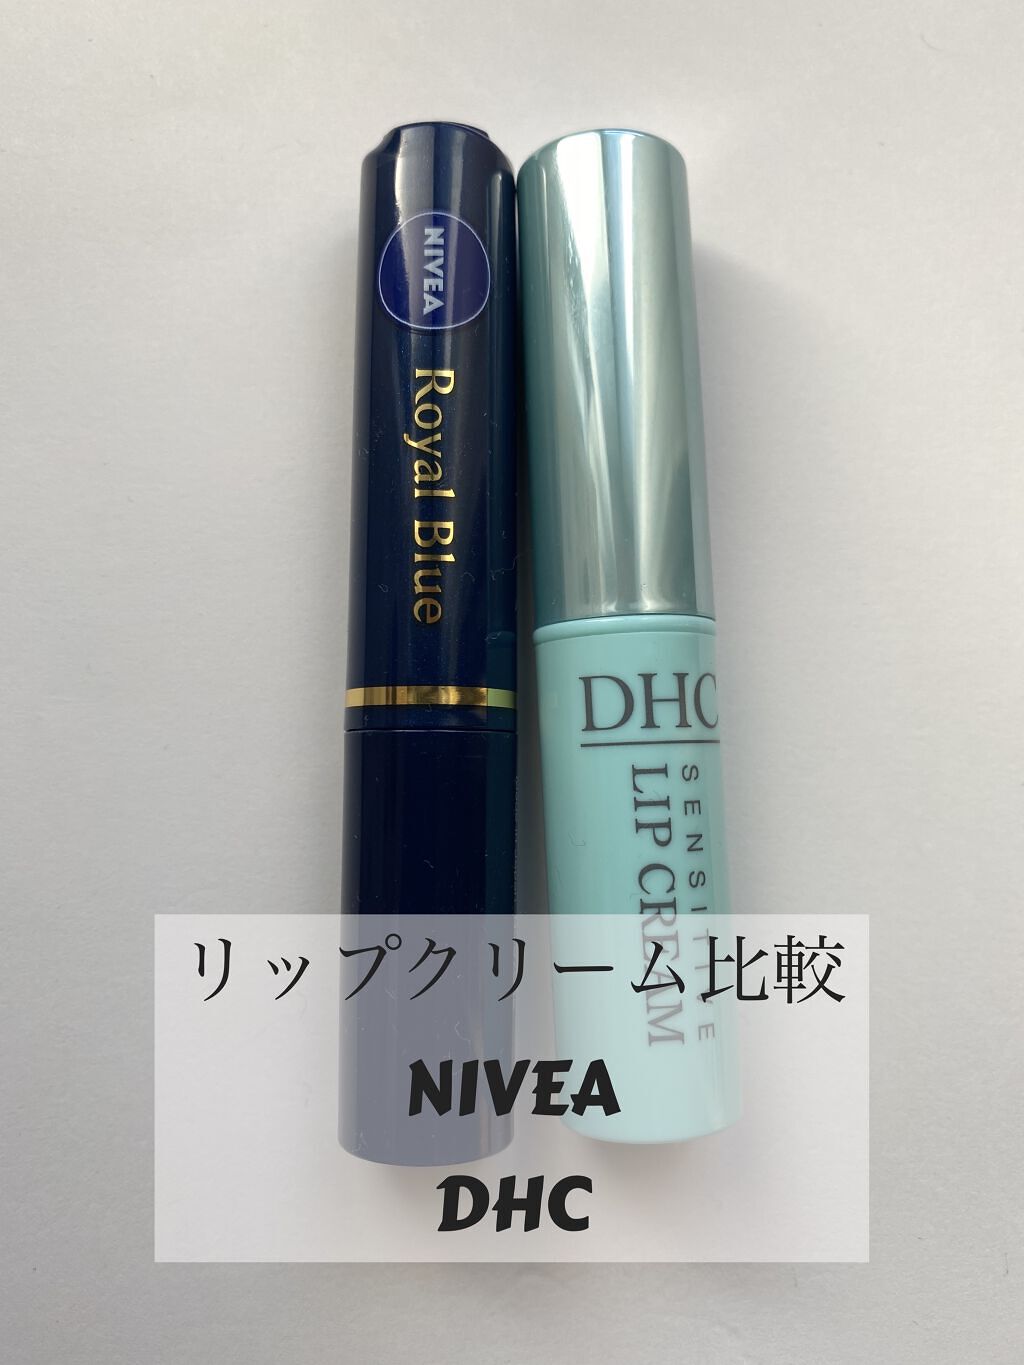 NIVEA
Royal Blue
DHC
SENSITIVE
LIP CREAM
リップクリーム比較
NIVEA
DHC